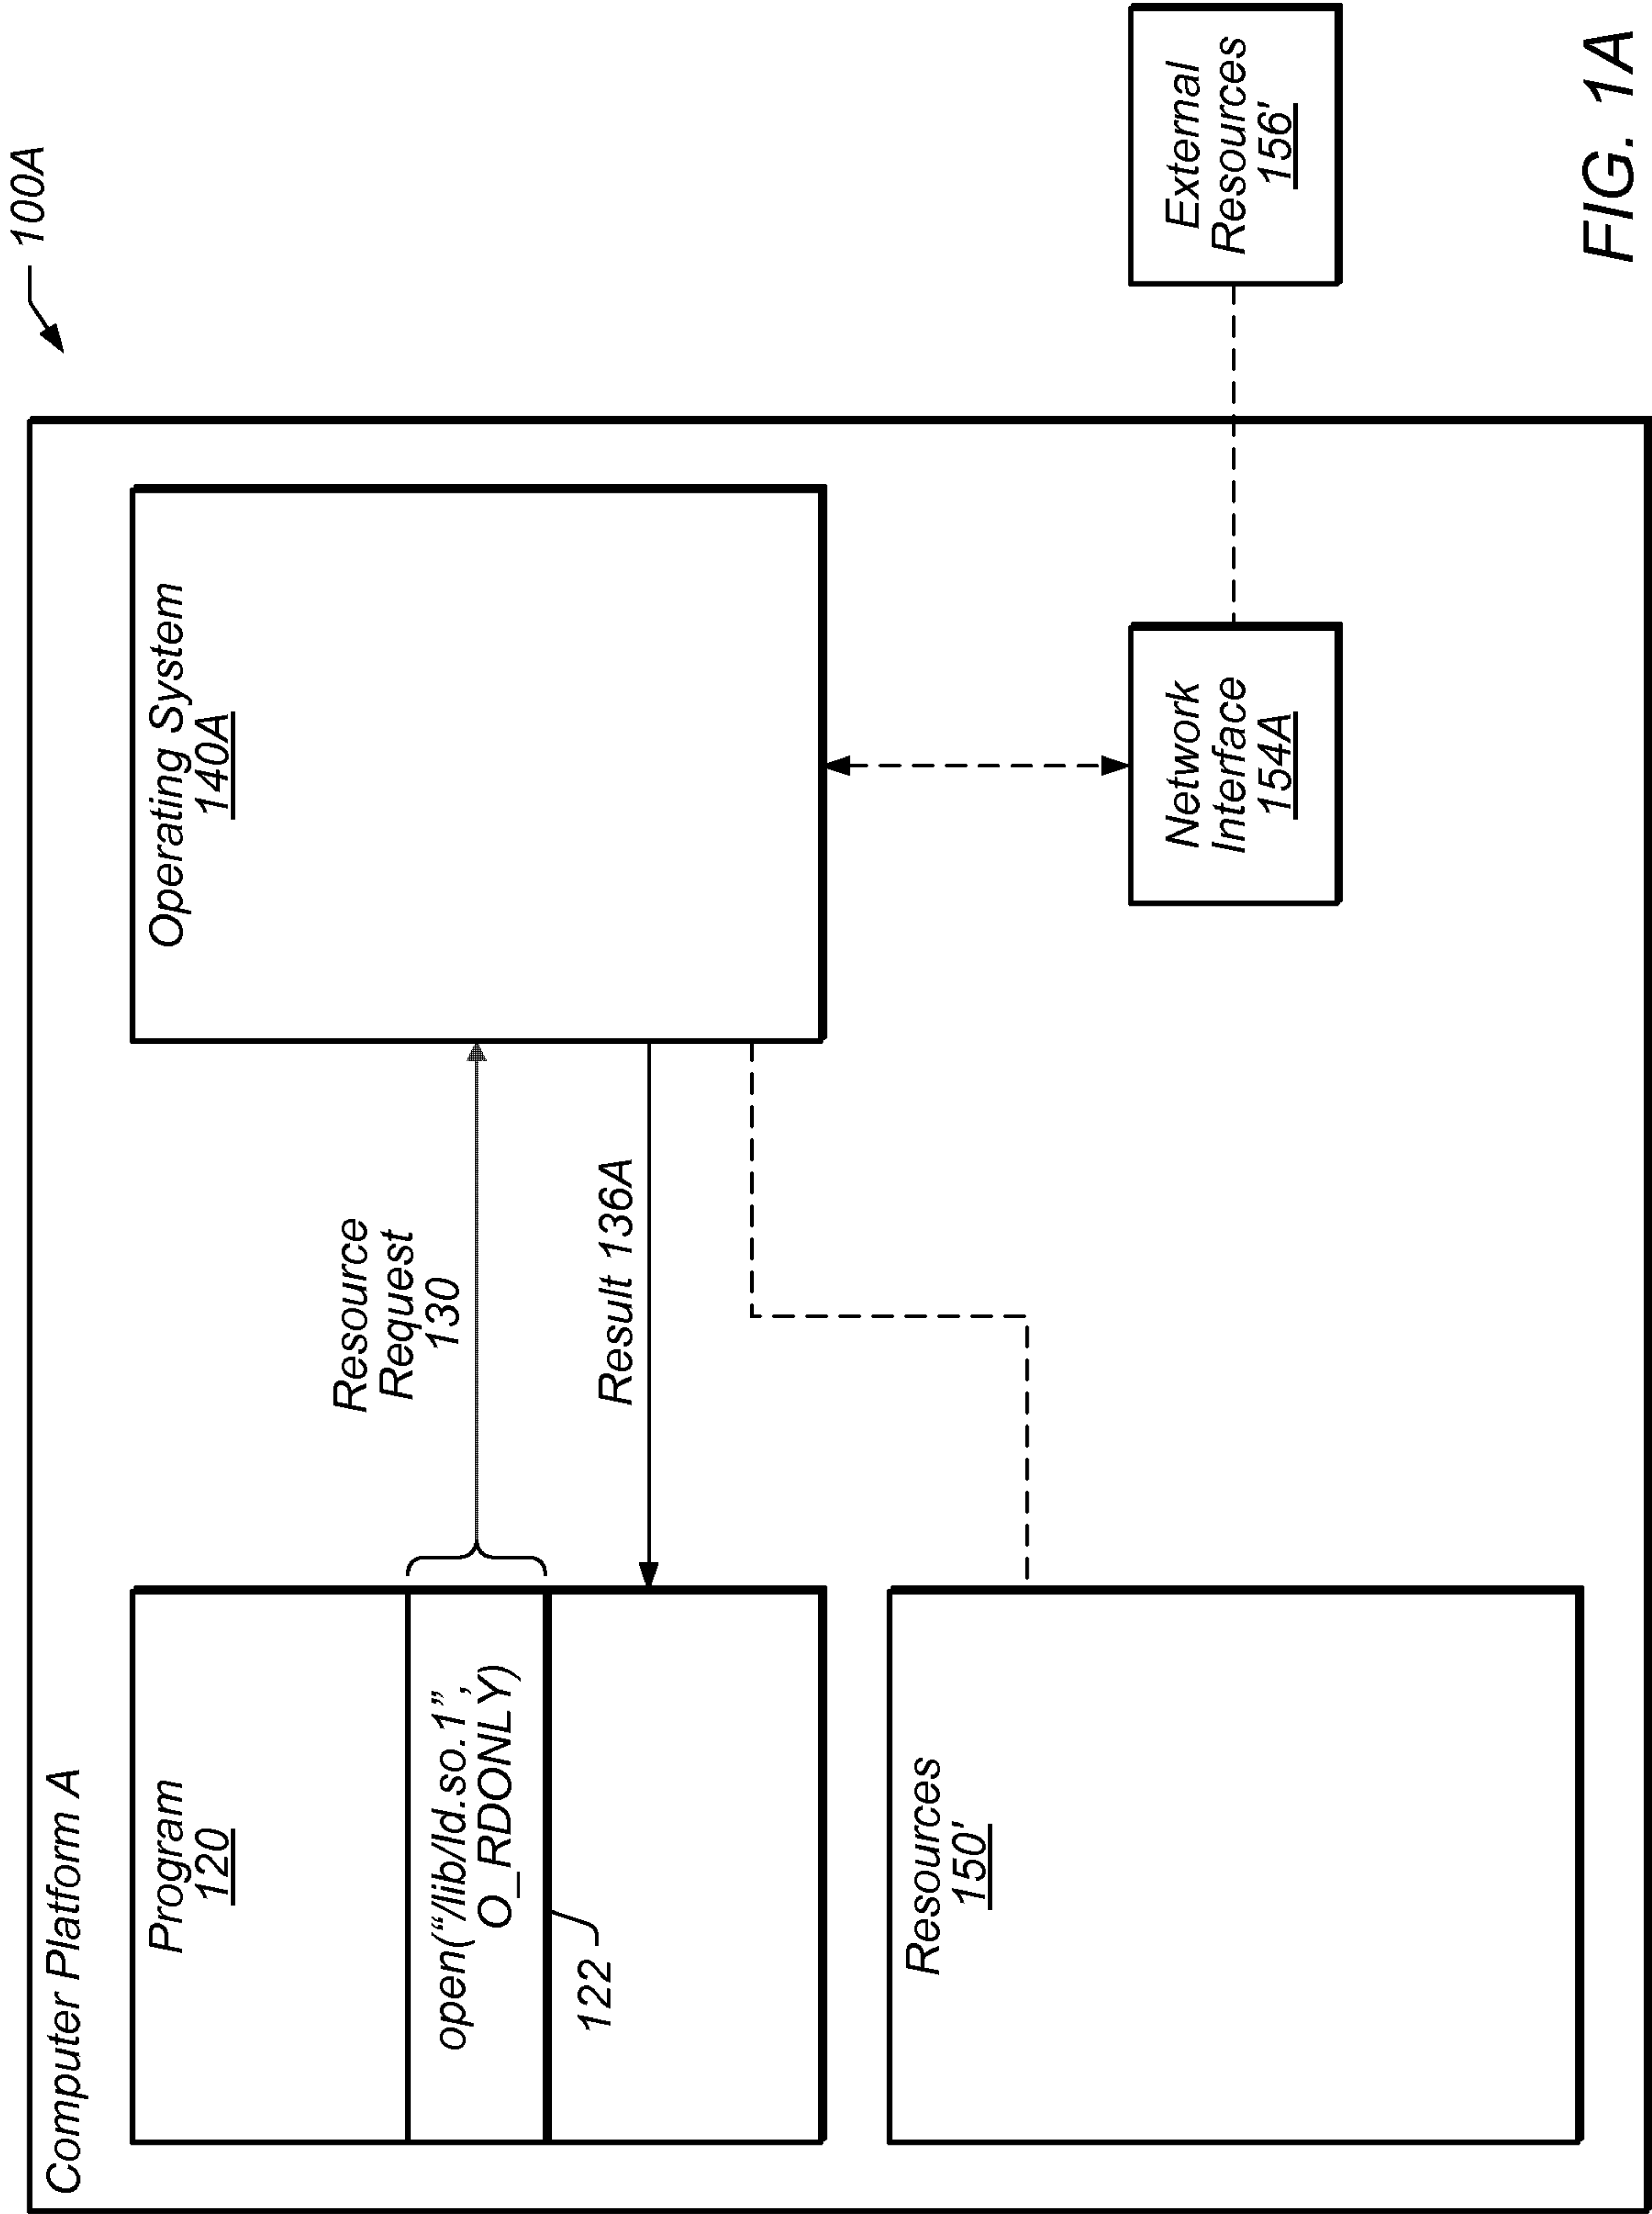 100A
Computer Platform A
Program
120
open(“/lib/ld.so.1”,
O_RDONLY)
122
Resource
Request
130
Result 136A
Operating System
140A
Resources
150'
Network
Interface
154A
External
Resources
156'
FIG. 1A